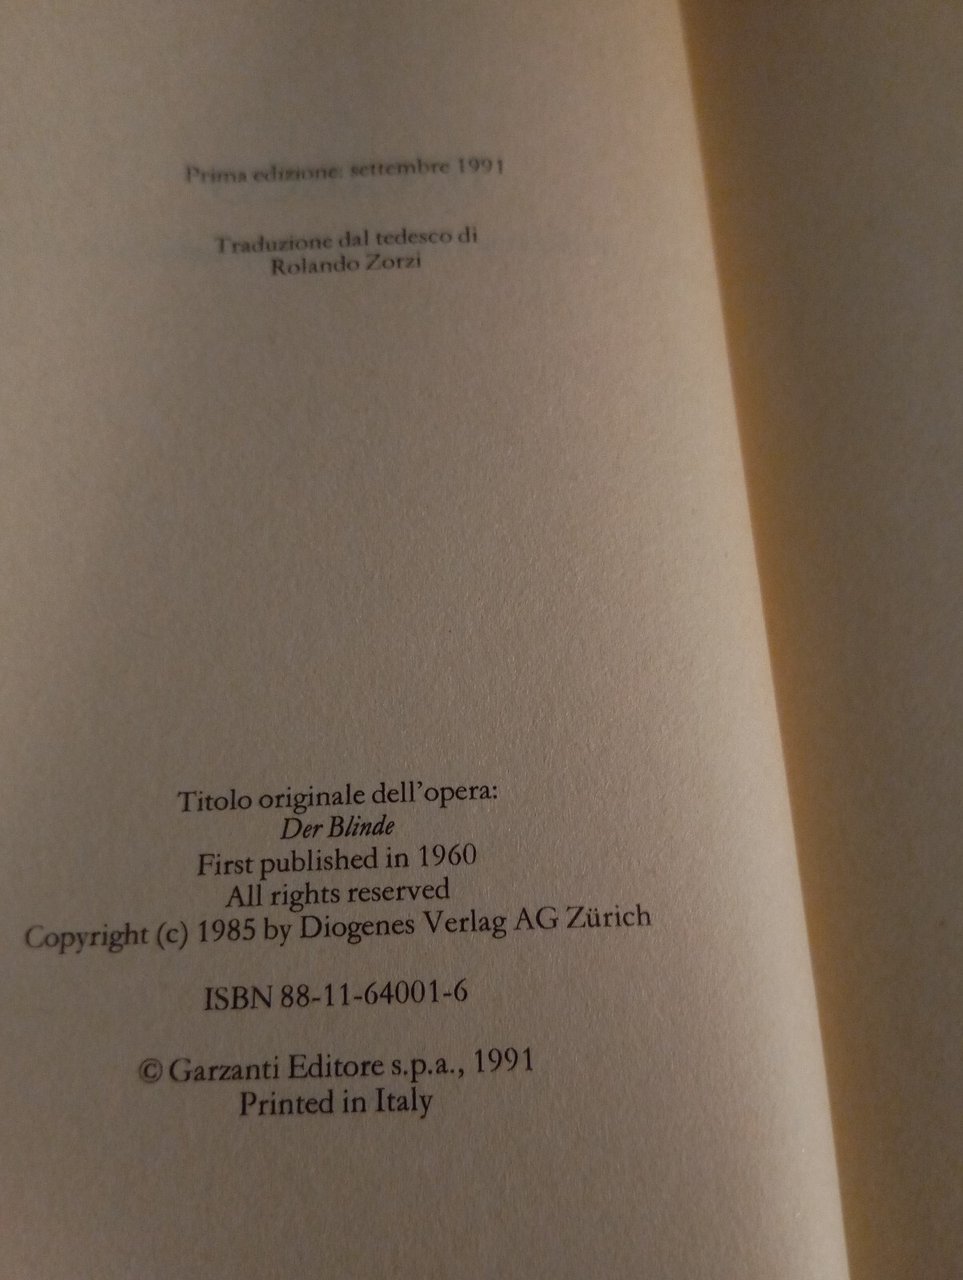 Prima edizione: settembre 1991
Traduzione dal tedesco di
Rolando Zorzi
Titolo originale dell'opera:
Der Blinde
First published in 1960
All rights reserved
Copyright (c) 1985 by Diogenes Verlag AG Zürich
ISBN 88-11-64001-6
© Garzanti Editore s.p.a., 1991
Printed in Italy